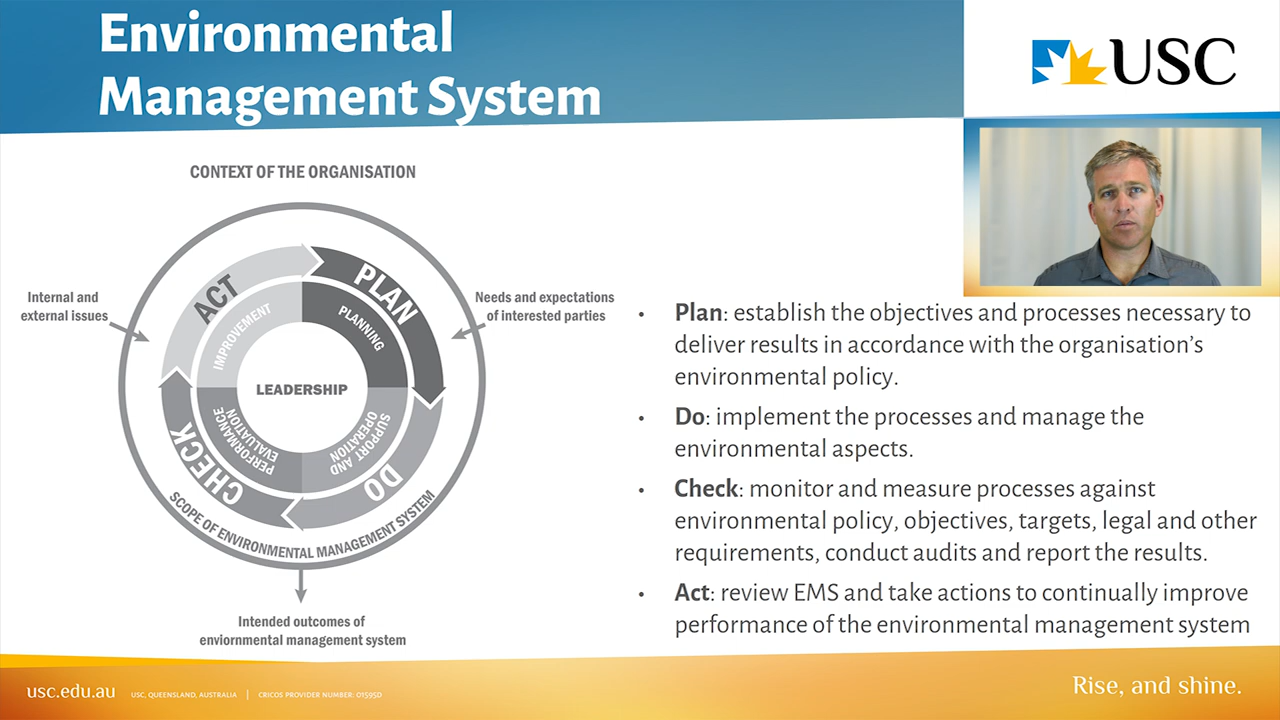 Environmental
Management System
USC
CONTEXT OF THE ORGANISATION
Internal and
external issues
Needs and expectations
of interested parties
ACT
PLAN
IMPROVEMENT
PLANNING
LEADERSHIP
PERFORMANCE
EVALUATION
SUPPORT AND
OPERATION
CHECK
DO
SCOPE OF ENVIRONMENTAL MANAGEMENT SYSTEM
Intended outcomes of
enviornmental management system
• Plan: establish the objectives and processes necessary to
deliver results in accordance with the organisation’s
environmental policy.
• Do: implement the processes and manage the
environmental aspects.
• Check: monitor and measure processes against
environmental policy, objectives, targets, legal and other
requirements, conduct audits and report the results.
• Act: review EMS and take actions to continually improve
performance of the environmental management system
usc.edu.au
USC, QUEENSLAND, AUSTRALIA | CRICOS PROVIDER NUMBER: 01595D
Rise, and shine.